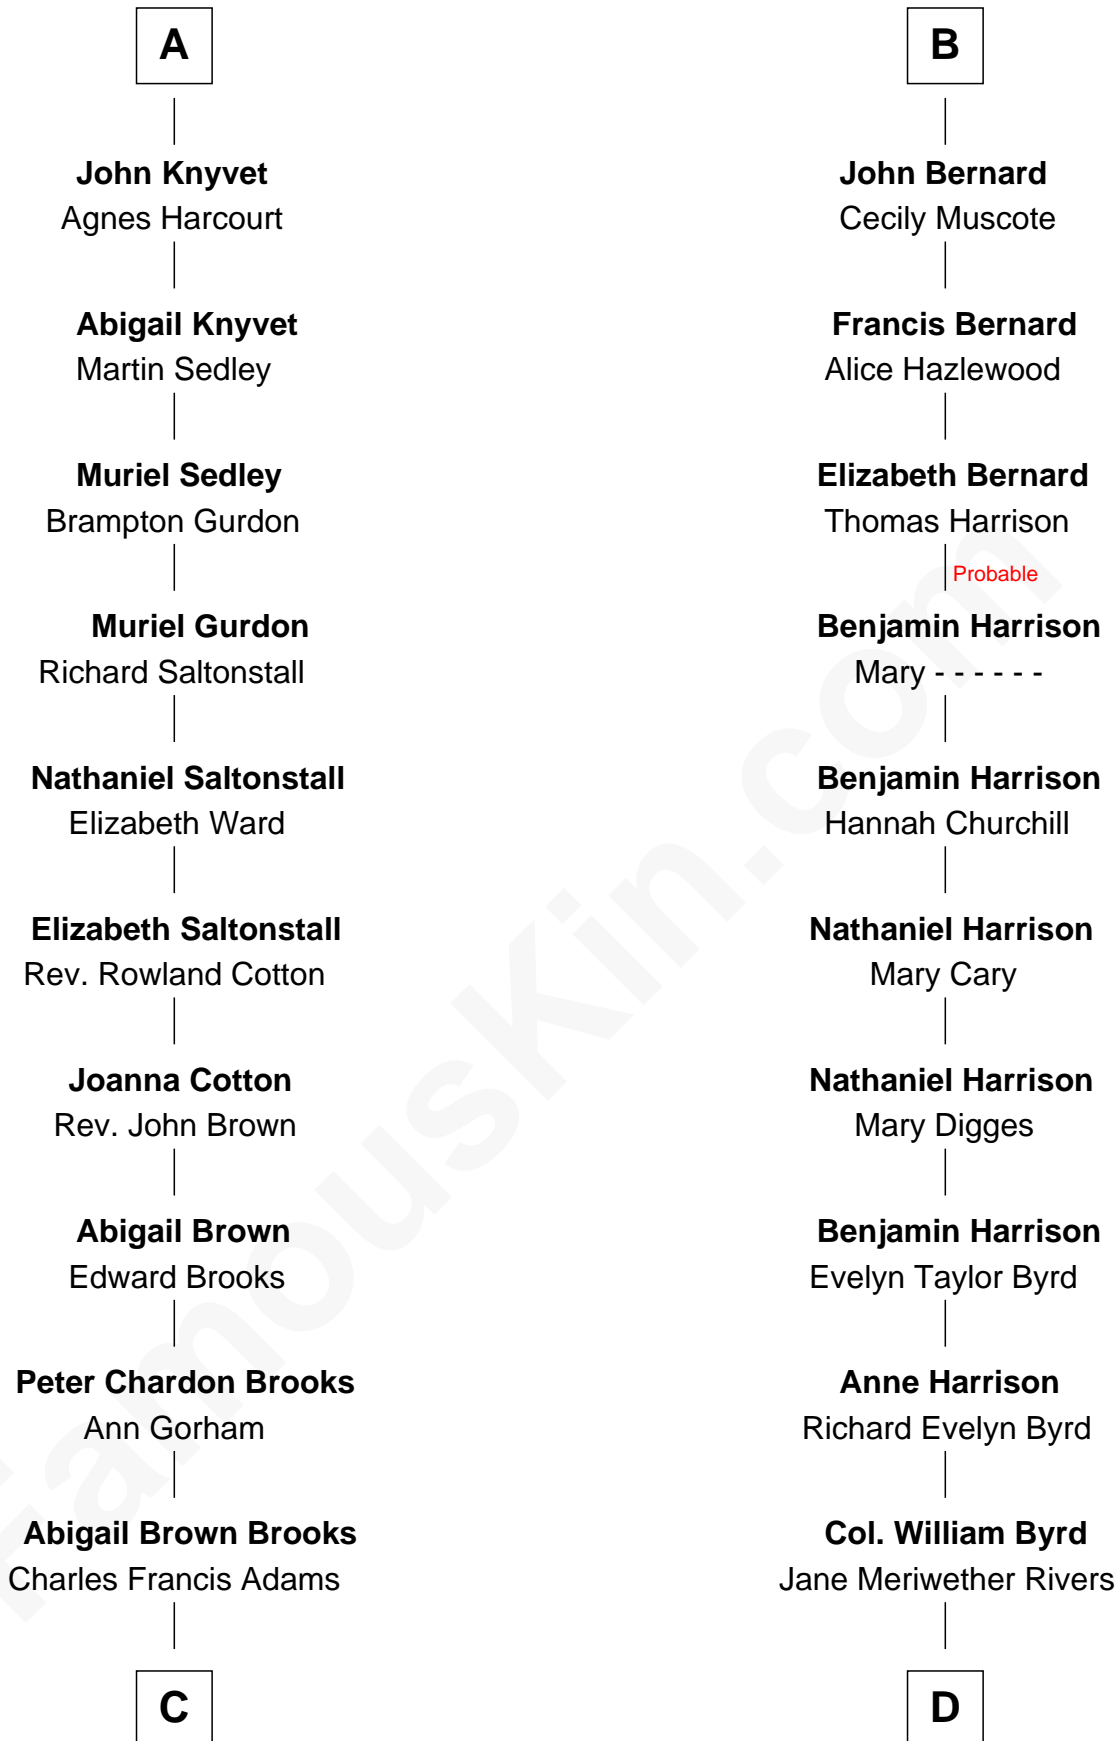 A
John Knyvet
Agnes Harcourt
Abigail Knyvet
Martin Sedley
Muriel Sedley
Brampton Gurdon
Muriel Gurdon
Richard Saltonstall
Nathaniel Saltonstall
Elizabeth Ward
Elizabeth Saltonstall
Rev. Rowland Cotton
Joanna Cotton
Rev. John Brown
Abigail Brown
Edward Brooks
Peter Chardon Brooks
Ann Gorham
Abigail Brown Brooks
Charles Francis Adams
C
B
John Bernard
Cecily Muscote
Francis Bernard
Alice Hazlewood
Elizabeth Bernard
Thomas Harrison
Probable
Benjamin Harrison
Mary - - - - - -
Benjamin Harrison
Hannah Churchill
Nathaniel Harrison
Mary Cary
Nathaniel Harrison
Mary Digges
Benjamin Harrison
Evelyn Taylor Byrd
Anne Harrison
Richard Evelyn Byrd
Col. William Byrd
Jane Meriwether Rivers
D
FamousKin.com